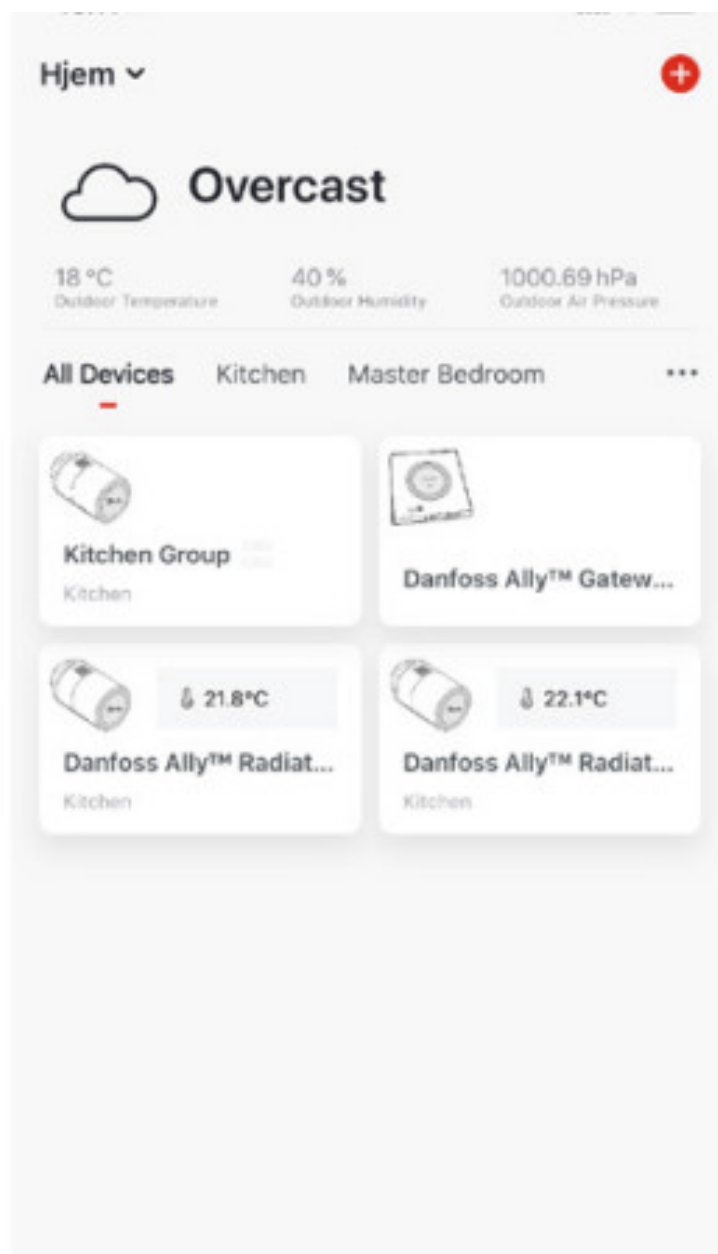 Hjem
Overcast
18 °C 40 % 1000.69 hPa
Outdoor Temperature Outdoor Humidity Outdoor Air Pressure
All Devices Kitchen Master Bedroom ...
Kitchen Group
Kitchen
Danfoss Ally™ Gatew...
21.8°C
Danfoss Ally™ Radiat...
Kitchen
22.1°C
Danfoss Ally™ Radiat...
Kitchen